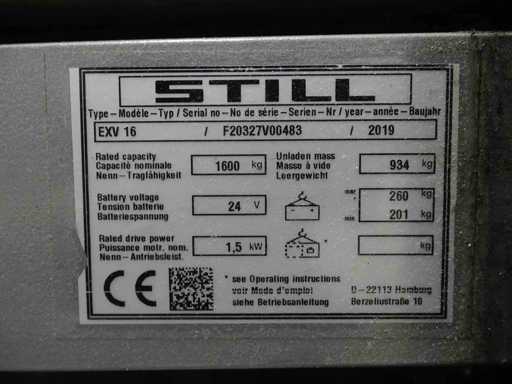 STILL
Type – Modèle – Typ / Serial no – No de série – Serien – Nr / year – année – Baujahr
EXV 16 / F20327V00483 / 2019
Rated capacity
Capacité nominale
Nenn – Tragfähigkeit
1600 kg
Unladen mass
Masse à vide
Leergewicht
934 kg
Battery voltage
Tension batterie
Batteriespannung
24 V
max. 260 kg
min. 201 kg
Rated drive power
Puissance motr. nom.
Nenn – Antriebsleist.
1,5 kW
* kg
CE
* see Operating instructions
voir Mode d'emploi
siehe Betriebsanleitung
D – 22113 Hamburg
Berzeliustraße 10